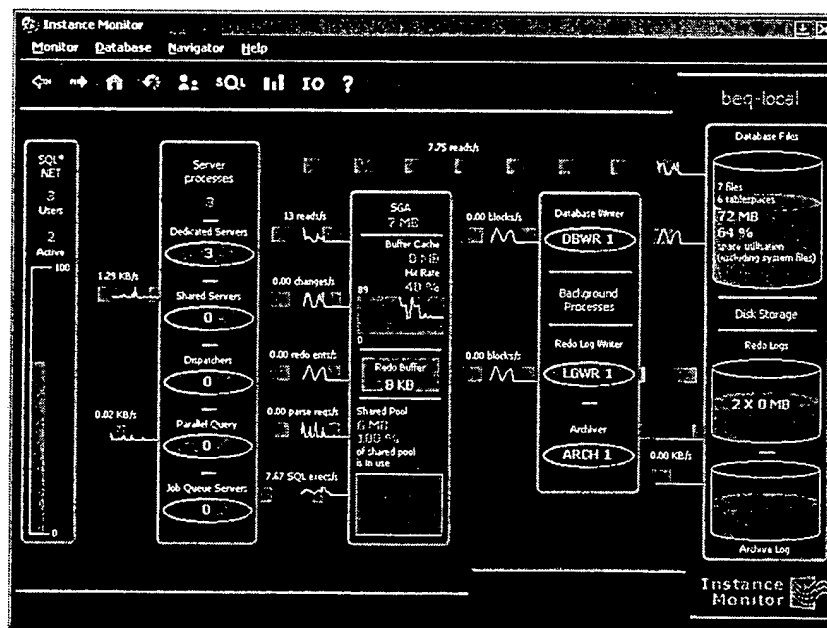 Instance Monitor
Monitor Database Navigator Help
SQL IO ?
beq-local
SQL*
NET
3
Users
2
Active
100
0
1.29 KB/s
0.02 KB/s
Server
processes
3
Dedicated Servers
3
Shared Servers
0
Dispatchers
0
Parallel Query
0
Job Queue Servers
0
7.75 reads/s
13 reads/s
0.00 changes/s
0.00 redo ents/s
0.00 parse reqs/s
7.67 SQL execs/s
SGA
7 MB
Buffer Cache
0 MB
Hit Rate
40 %
89
0
Redo Buffer
8 KB
Shared Pool
6 MB
100 %
of shared pool
is in use
0.00 blocks/s
0.00 blocks/s
Database Writer
DBWR 1
Background
Processes
Redo Log Writer
LGWR 1
Archiver
ARCH 1
0.00 KB/s
Database Files
7 files
6 tablespaces
72 MB
64 %
space utilisation
(excluding system files)
Disk Storage
Redo Logs
2 X 0 MB
Archive Log
Instance
Monitor